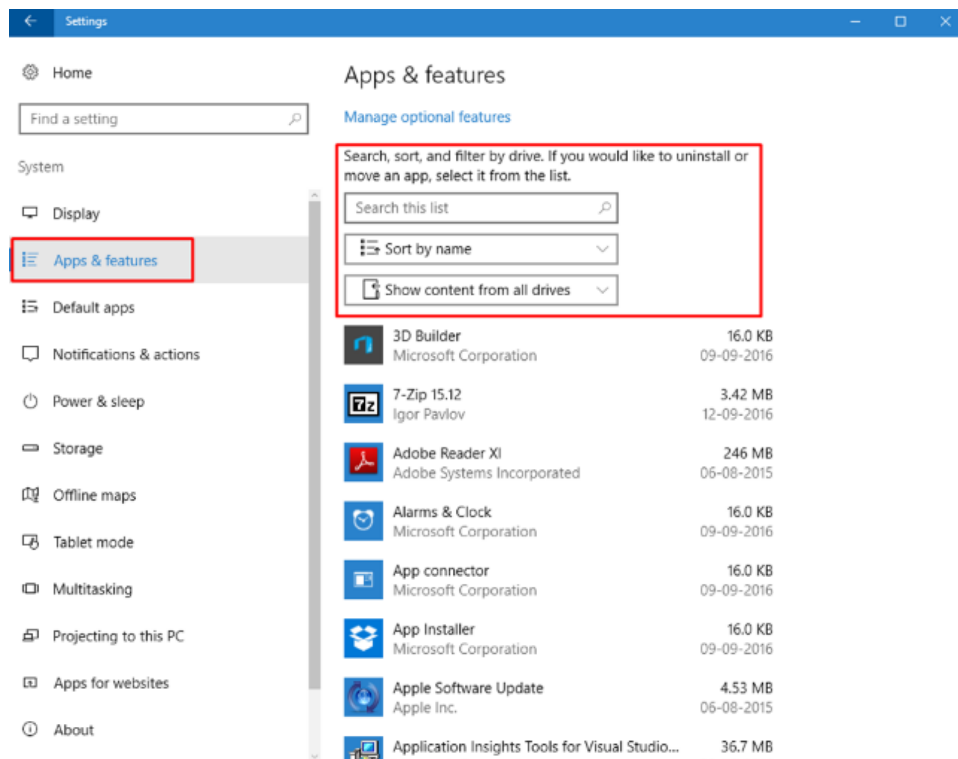 Settings
Home
Find a setting
System
Display
Apps & features
Default apps
Notifications & actions
Power & sleep
Storage
Offline maps
Tablet mode
Multitasking
Projecting to this PC
Apps for websites
About
Apps & features
Manage optional features
Search, sort, and filter by drive. If you would like to uninstall or
move an app, select it from the list.
Search this list
Sort by name
Show content from all drives
3D Builder 16.0 KB
Microsoft Corporation 09-09-2016
7z
7-Zip 15.12 3.42 MB
Igor Pavlov 12-09-2016
Adobe Reader XI 246 MB
Adobe Systems Incorporated 06-08-2015
Alarms & Clock 16.0 KB
Microsoft Corporation 09-09-2016
App connector 16.0 KB
Microsoft Corporation 09-09-2016
App Installer 16.0 KB
Microsoft Corporation 09-09-2016
Apple Software Update 4.53 MB
Apple Inc. 06-08-2015
Application Insights Tools for Visual Studio... 36.7 MB